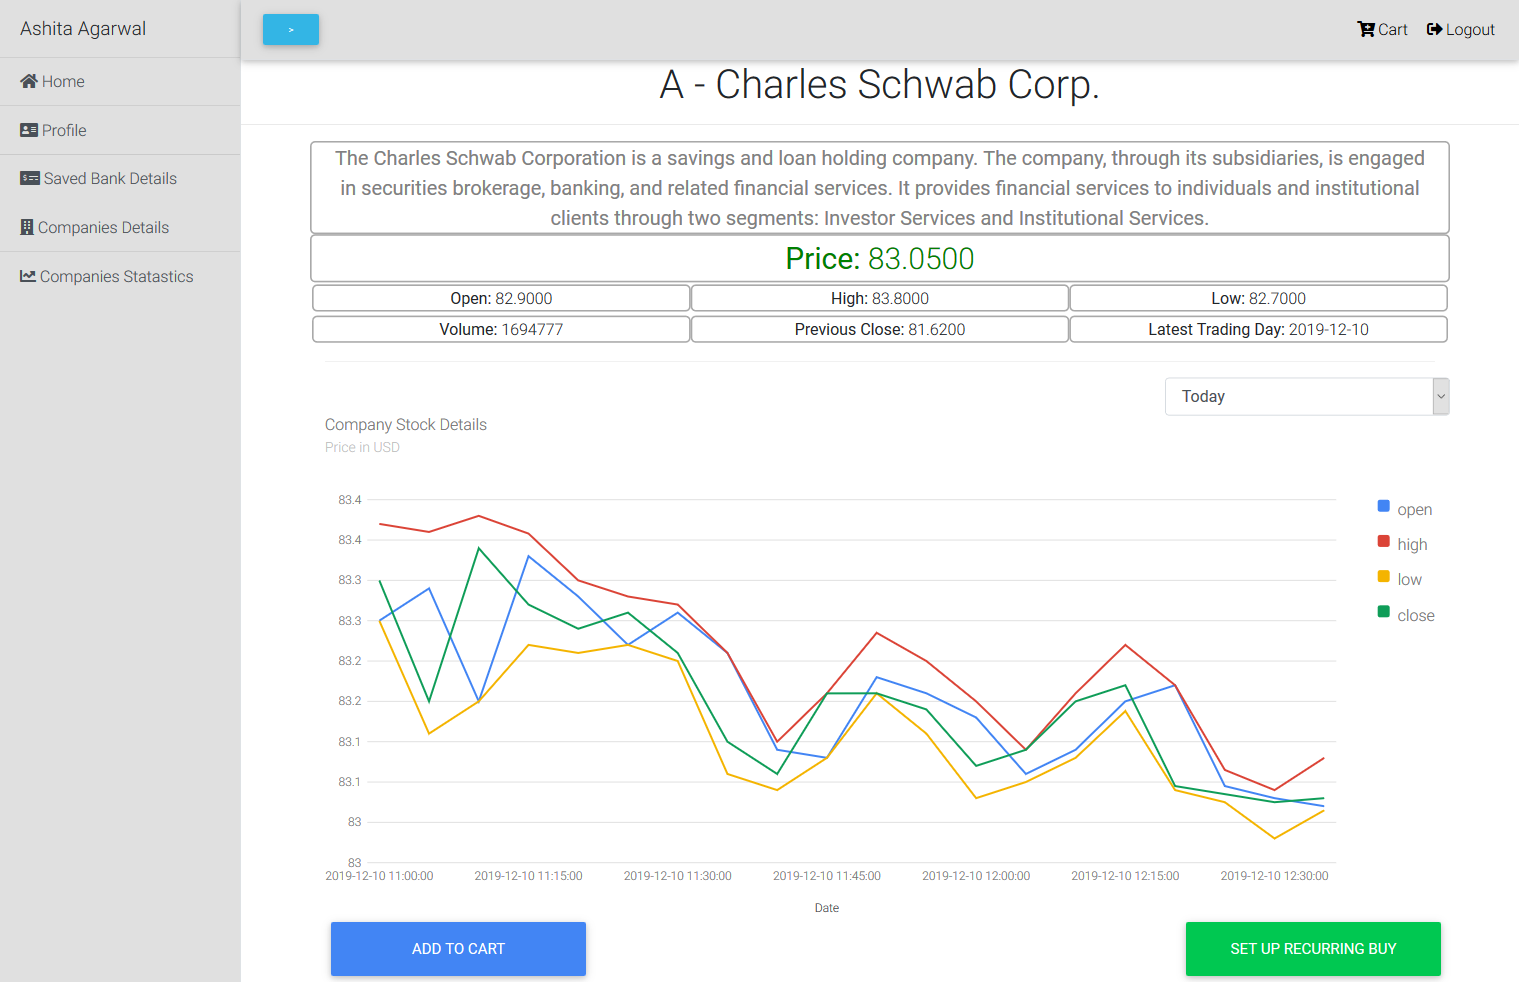 Ashita Agarwal
>
Cart
Logout
Home
Profile
Saved Bank Details
Companies Details
Companies Statastics
A - Charles Schwab Corp.
The Charles Schwab Corporation is a savings and loan holding company. The company, through its subsidiaries, is engaged
in securities brokerage, banking, and related financial services. It provides financial services to individuals and institutional
clients through two segments: Investor Services and Institutional Services.
Price: 83.0500
Open: 82.9000
High: 83.8000
Low: 82.7000
Volume: 1694777
Previous Close: 81.6200
Latest Trading Day: 2019-12-10
Today
Company Stock Details
Price in USD
83.4
83.4
83.3
83.3
83.2
83.2
83.1
83.1
83
83
open
high
low
close
2019-12-10 11:00:00
2019-12-10 11:15:00
2019-12-10 11:30:00
2019-12-10 11:45:00
2019-12-10 12:00:00
2019-12-10 12:15:00
2019-12-10 12:30:00
Date
ADD TO CART
SET UP RECURRING BUY